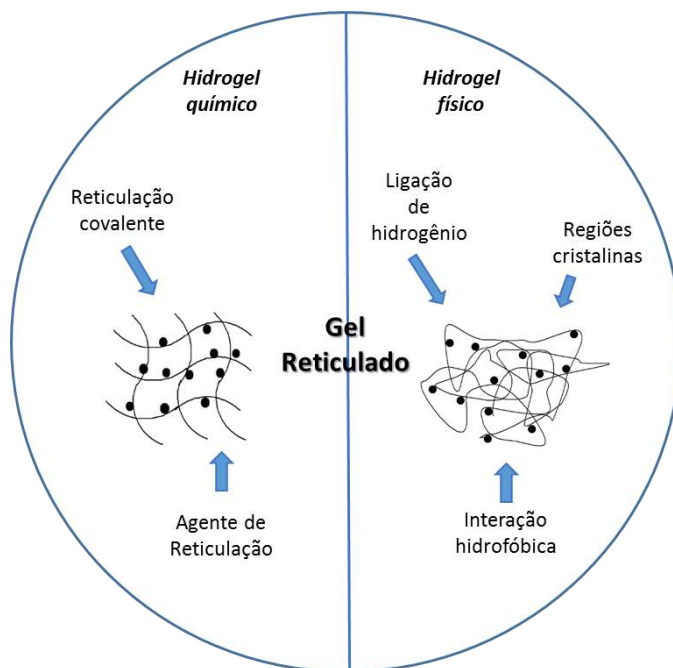 Hidrogel
químico
Hidrogel
físico
Reticulação
covalente
Ligação
de
hidrogênio
Regiões
cristalinas
Gel
Reticulado
Agente de
Reticulação
Interação
hidrofóbica